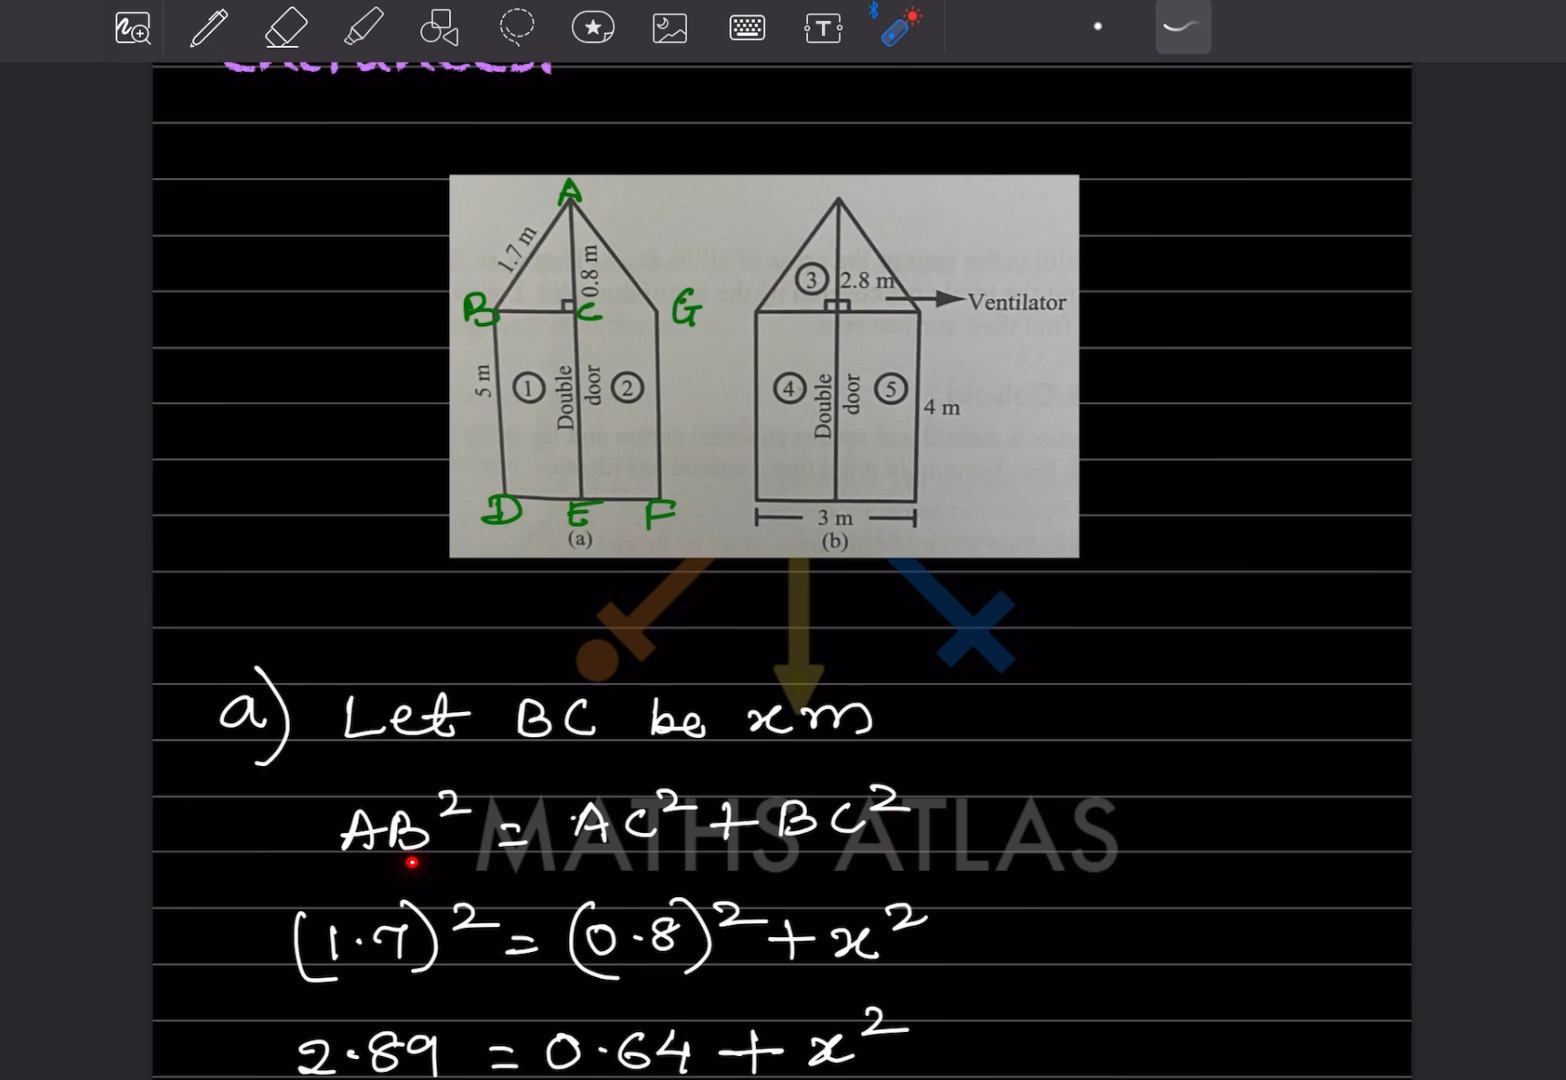 A
1.7 m
0.8 m
B
C
G
5 m
1
Double
door
2
D
E
F
(a)
3
2.8 m
Ventilator
4
Double
door
5
4 m
3 m
(b)
a) Let BC be x m
AB² = AC² + BC²
MATHS ATLAS
(1.7)² = (0.8)² + x²
2.89 = 0.64 + x²